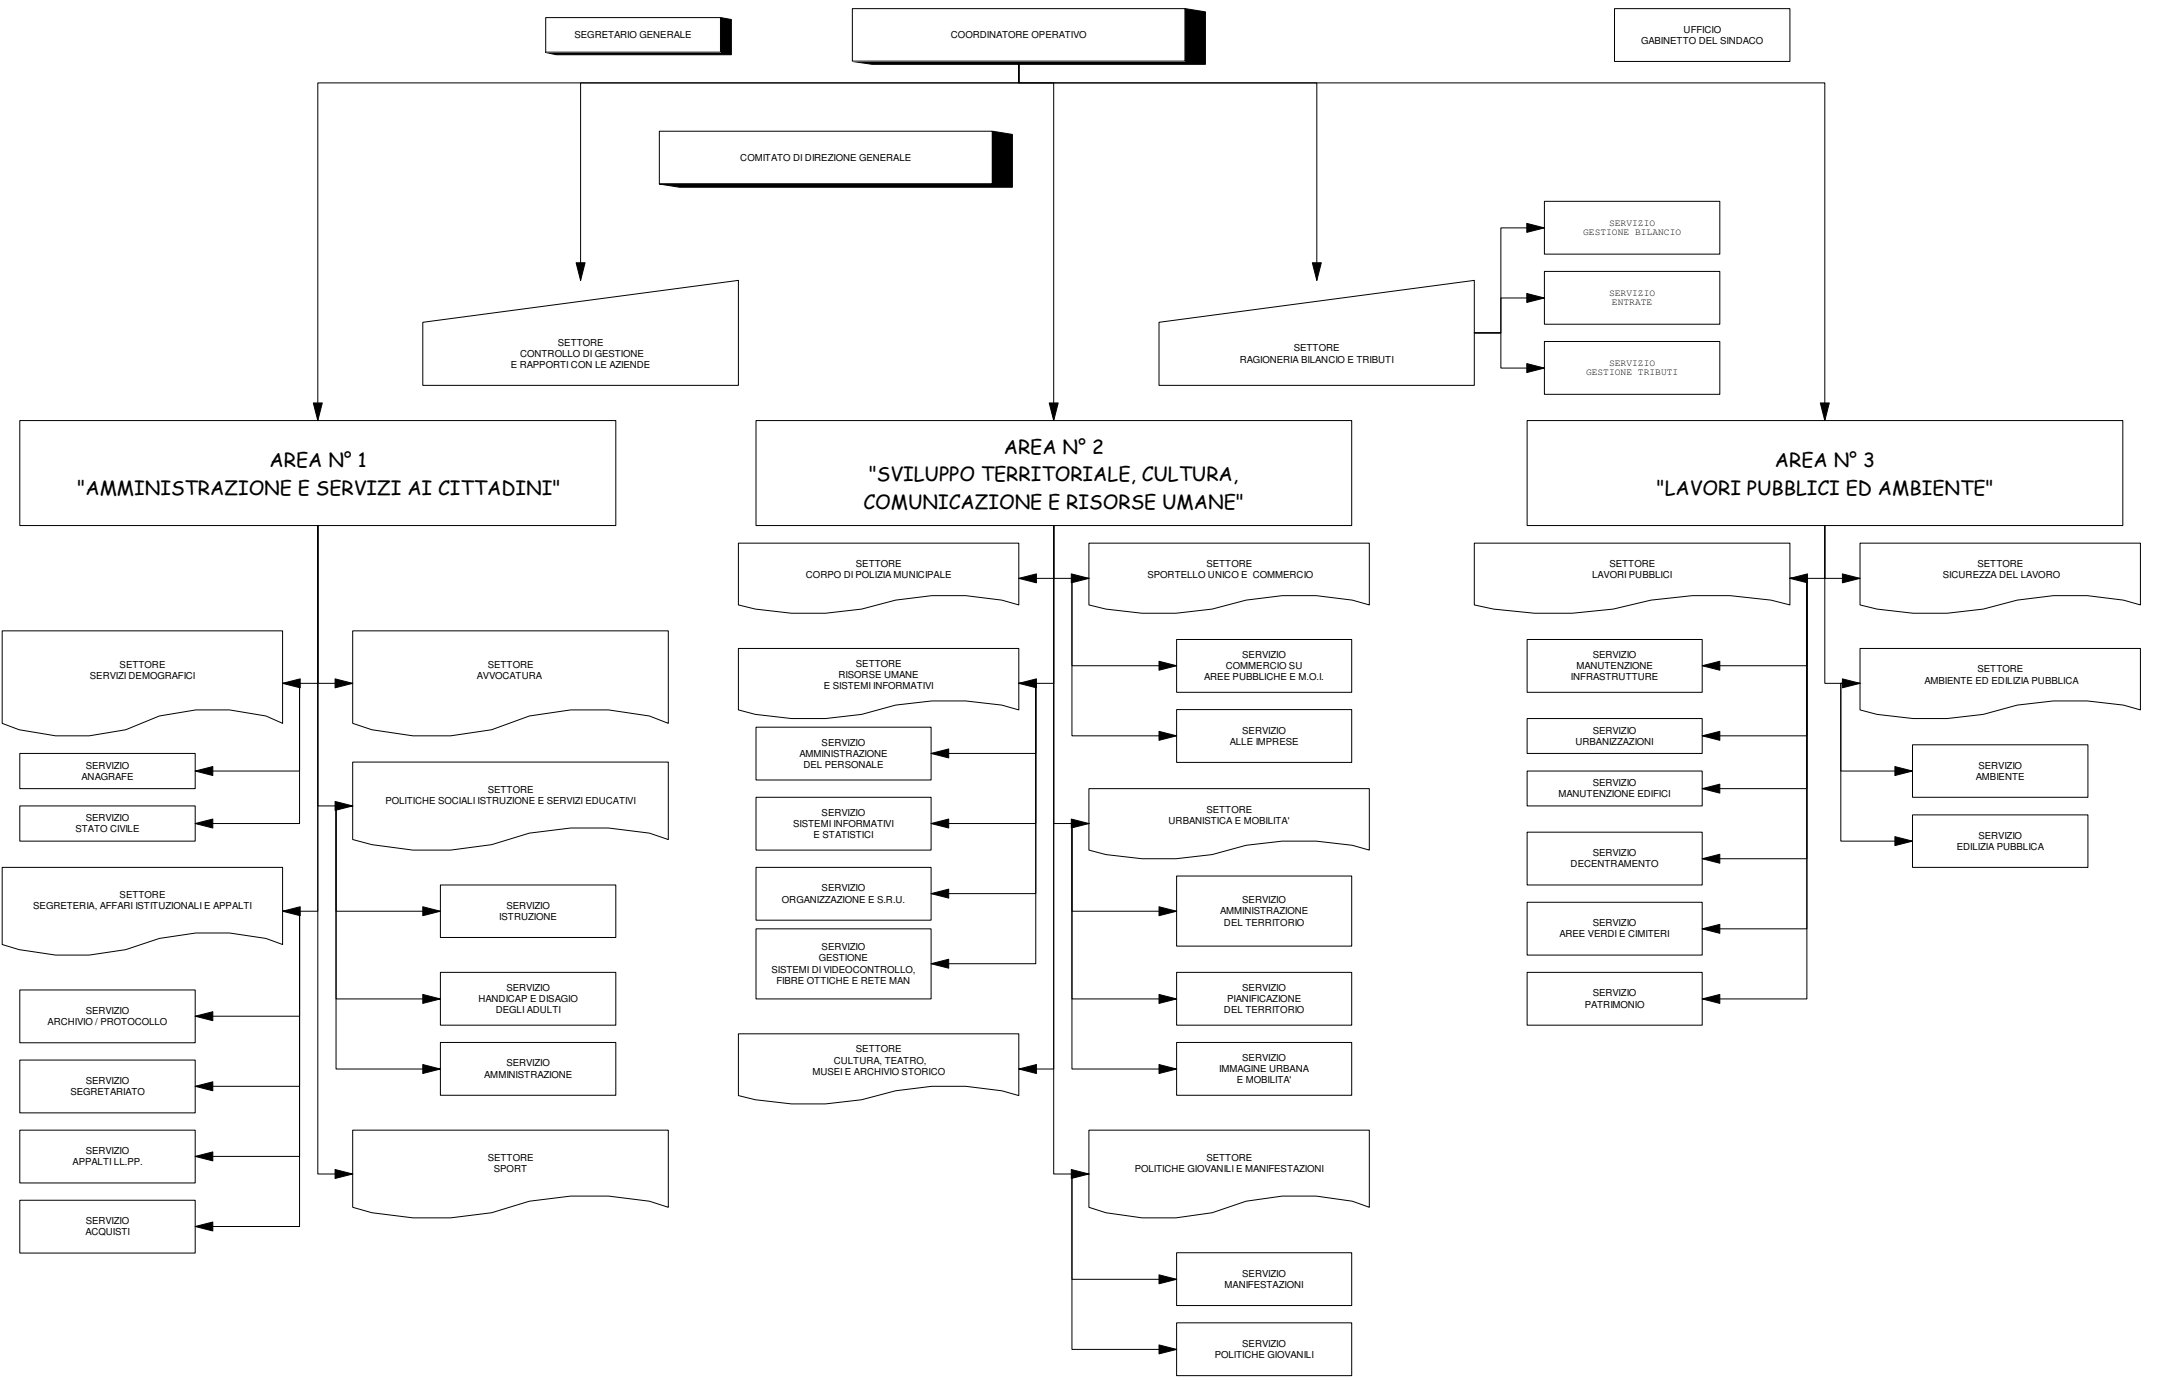 SEGRETARIO GENERALE
COORDINATORE OPERATIVO
UFFICIO
GABINETTO DEL SINDACO
COMITATO DI DIREZIONE GENERALE
SETTORE
CONTROLLO DI GESTIONE
E RAPPORTI CON LE AZIENDE
SETTORE
RAGIONERIA BILANCIO E TRIBUTI
SERVIZIO
GESTIONE BILANCIO
SERVIZIO
ENTRATE
SERVIZIO
GESTIONE TRIBUTI
AREA N° 1
"AMMINISTRAZIONE E SERVIZI AI CITTADINI"
SETTORE
SERVIZI DEMOGRAFICI
SERVIZIO
ANAGRAFE
SERVIZIO
STATO CIVILE
SETTORE
SEGRETERIA, AFFARI ISTITUZIONALI E APPALTI
SERVIZIO
ARCHIVIO / PROTOCOLLO
SERVIZIO
SEGRETARIATO
SERVIZIO
APPALTI LL.PP.
SERVIZIO
ACQUISTI
SETTORE
AVVOCATURA
SETTORE
POLITICHE SOCIALI ISTRUZIONE E SERVIZI EDUCATIVI
SERVIZIO
ISTRUZIONE
SERVIZIO
HANDICAP E DISAGIO
DEGLI ADULTI
SERVIZIO
AMMINISTRAZIONE
SETTORE
SPORT
AREA N° 2
"SVILUPPO TERRITORIALE, CULTURA,
COMUNICAZIONE E RISORSE UMANE"
SETTORE
CORPO DI POLIZIA MUNICIPALE
SETTORE
RISORSE UMANE
E SISTEMI INFORMATIVI
SERVIZIO
AMMINISTRAZIONE
DEL PERSONALE
SERVIZIO
SISTEMI INFORMATIVI
E STATISTICI
SERVIZIO
ORGANIZZAZIONE E S.R.U.
SERVIZIO
GESTIONE
SISTEMI DI VIDEOCONTROLLO,
FIBRE OTTICHE E RETE MAN
SETTORE
CULTURA, TEATRO,
MUSEI E ARCHIVIO STORICO
SETTORE
SPORTELLO UNICO E COMMERCIO
SERVIZIO
COMMERCIO SU
AREE PUBBLICHE E M.O.I.
SERVIZIO
ALLE IMPRESE
SETTORE
URBANISTICA E MOBILITA'
SERVIZIO
AMMINISTRAZIONE
DEL TERRITORIO
SERVIZIO
PIANIFICAZIONE
DEL TERRITORIO
SERVIZIO
IMMAGINE URBANA
E MOBILITA'
SETTORE
POLITICHE GIOVANILI E MANIFESTAZIONI
SERVIZIO
MANIFESTAZIONI
SERVIZIO
POLITICHE GIOVANILI
AREA N° 3
"LAVORI PUBBLICI ED AMBIENTE"
SETTORE
LAVORI PUBBLICI
SERVIZIO
MANUTENZIONE
INFRASTRUTTURE
SERVIZIO
URBANIZZAZIONI
SERVIZIO
MANUTENZIONE EDIFICI
SERVIZIO
DECENTRAMENTO
SERVIZIO
AREE VERDI E CIMITERI
SERVIZIO
PATRIMONIO
SETTORE
SICUREZZA DEL LAVORO
SETTORE
AMBIENTE ED EDILIZIA PUBBLICA
SERVIZIO
AMBIENTE
SERVIZIO
EDILIZIA PUBBLICA